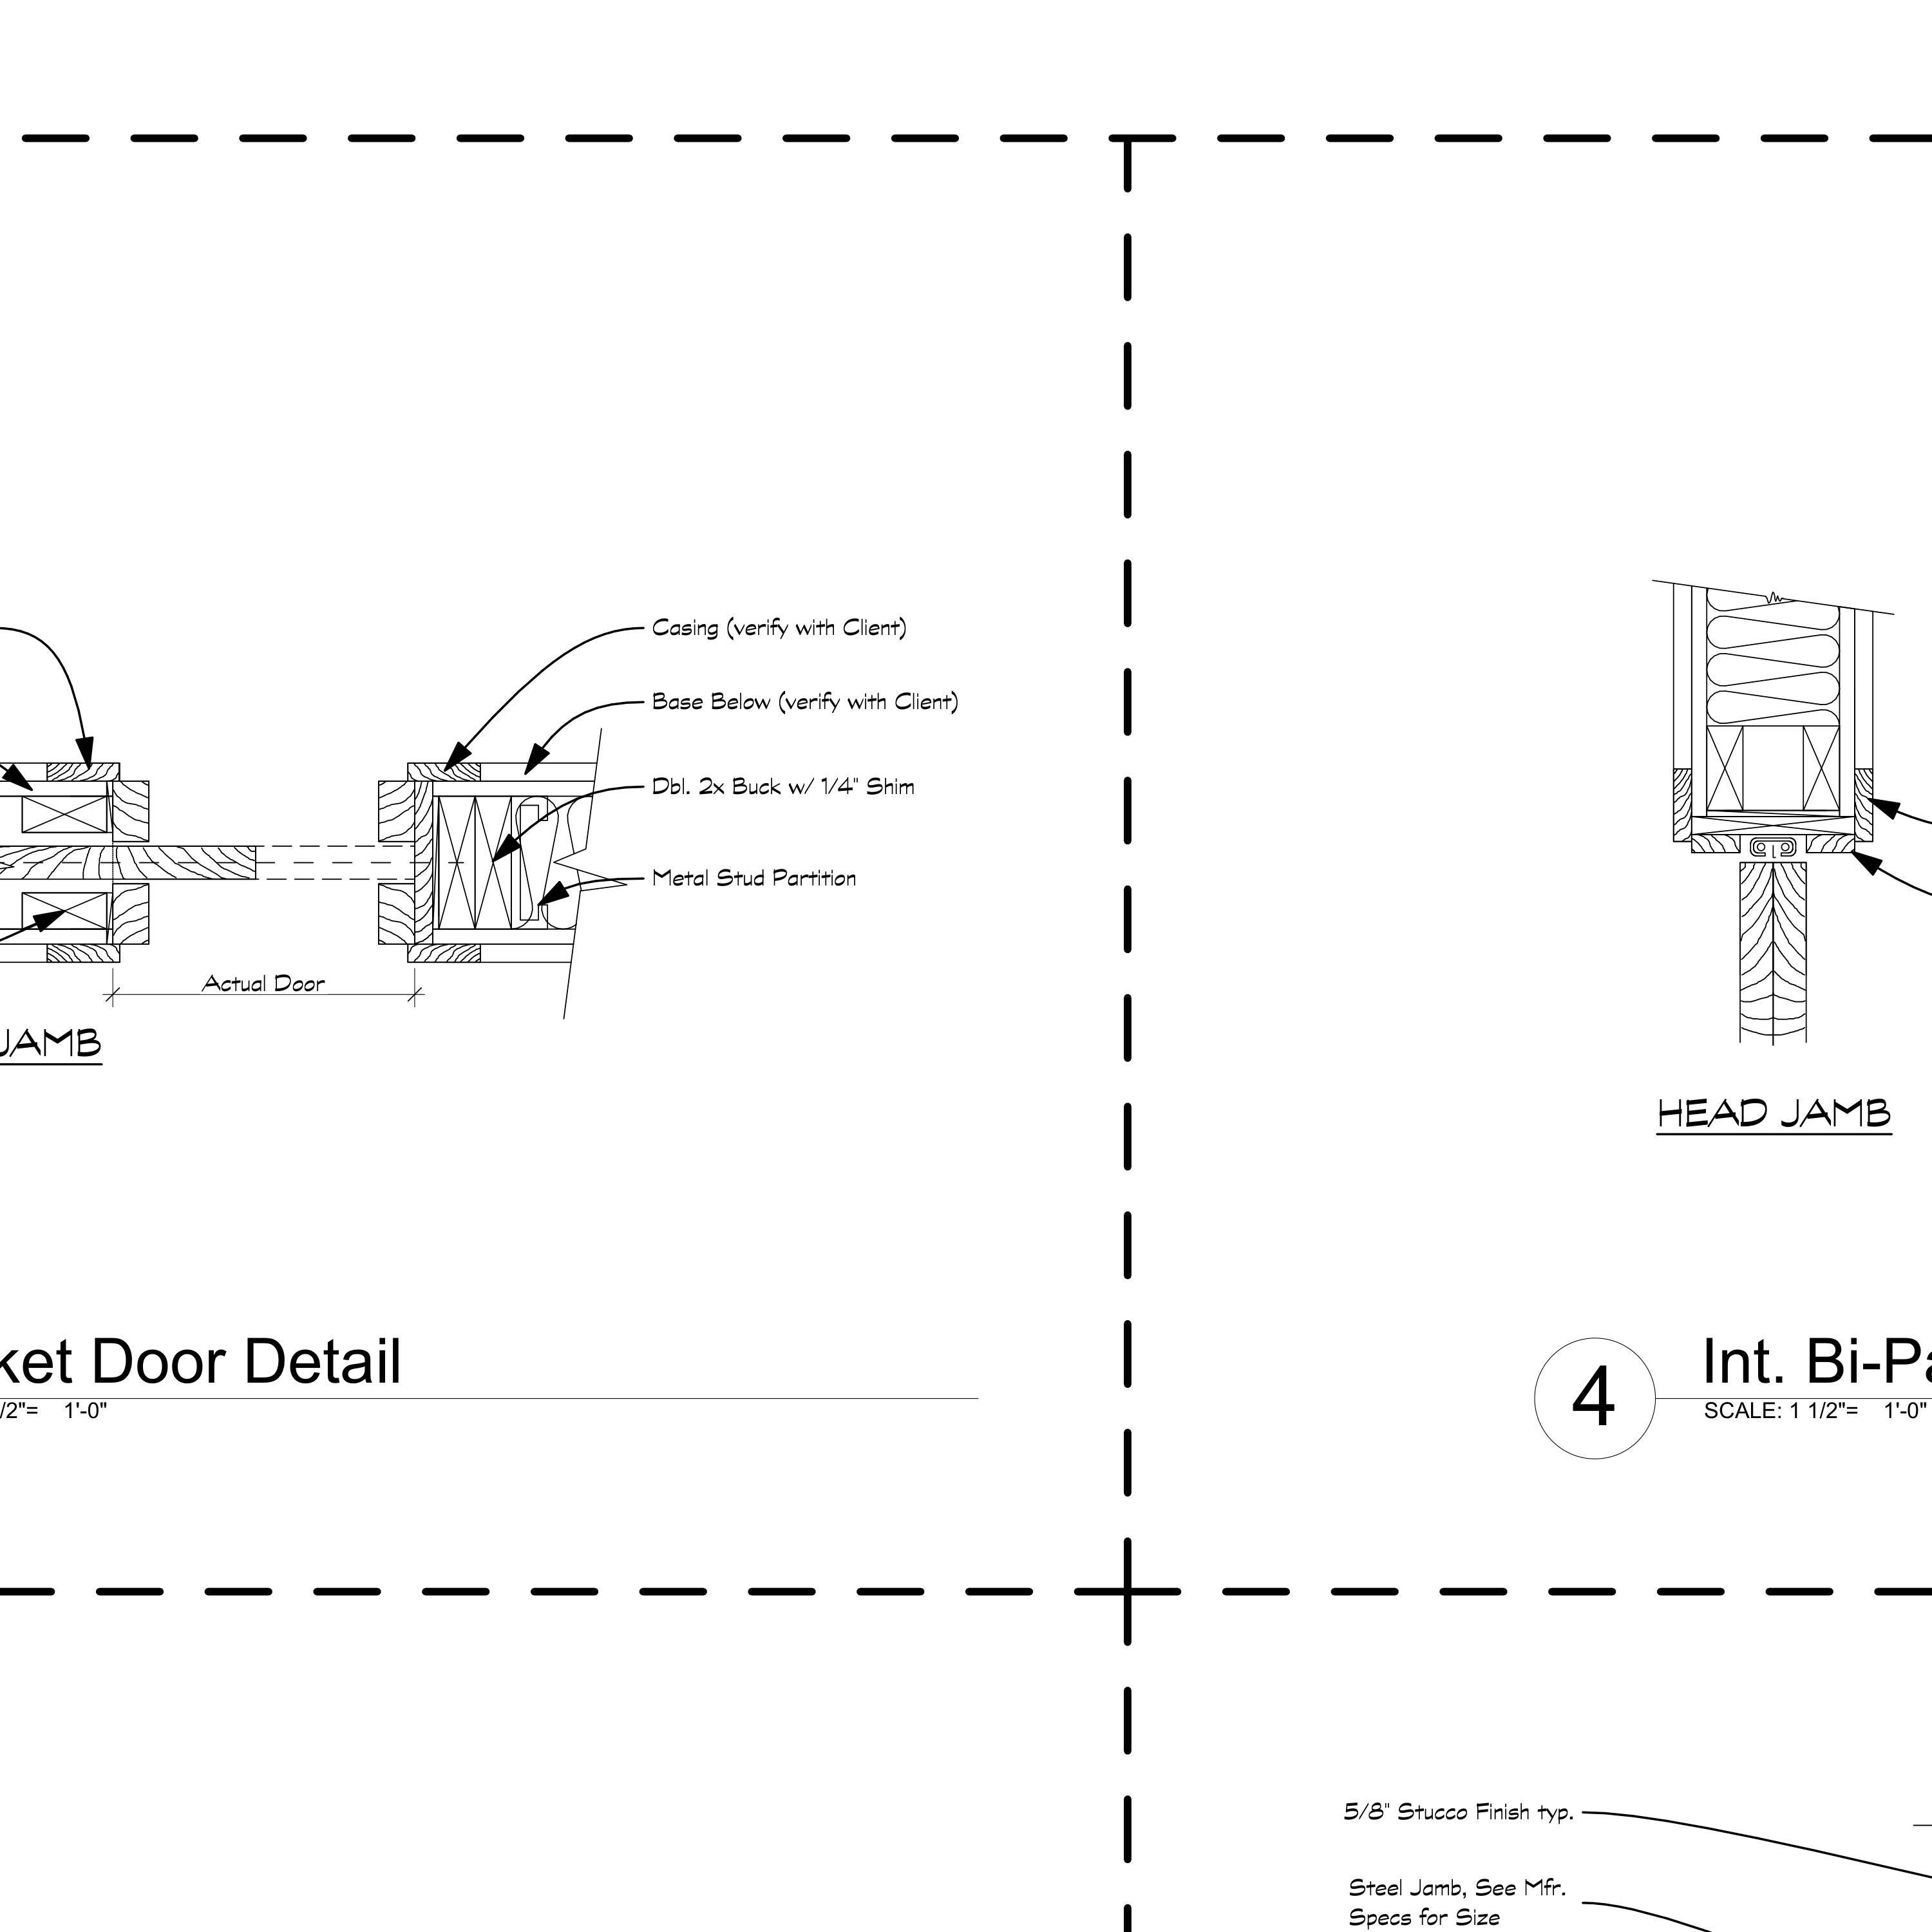 Casing (verify with Client)
Base Below (verify with Client)
Dbl. 2x Buck w/ 1/4" Shim
Metal Stud Partition
Actual Door
JAMB
HEAD JAMB
Door Detail
/2"= 1'-0"
4
Int. Bi-Pa
SCALE: 1 1/2"= 1'-0"
5/8" Stucco Finish typ.
Steel Jamb, See Mfr.
Specs for Size